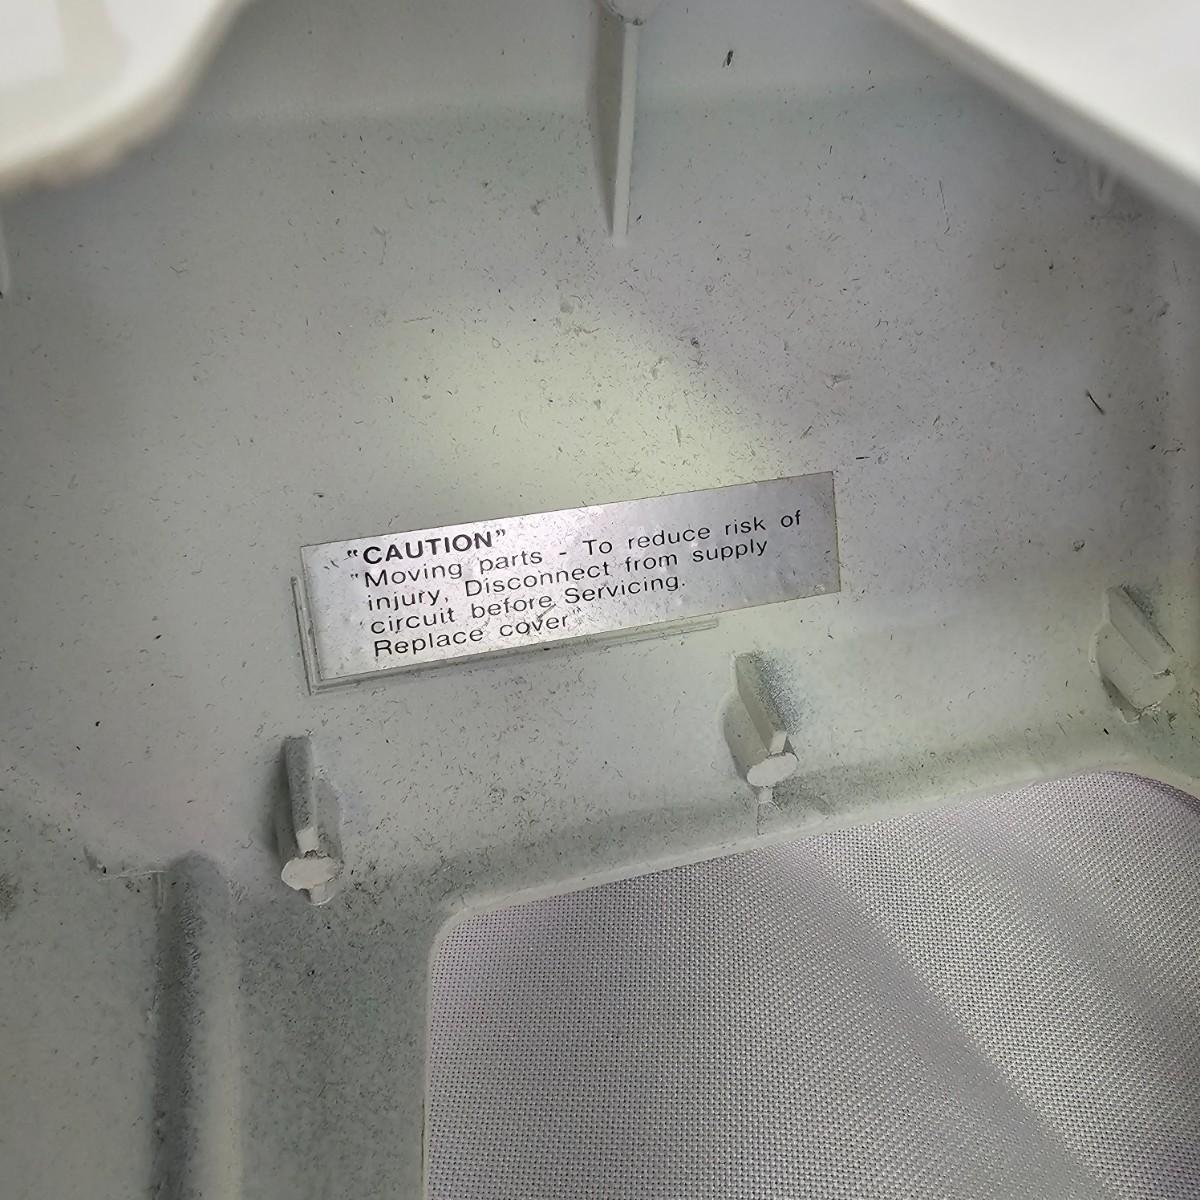 "CAUTION"
"Moving parts - To reduce risk of
injury, Disconnect from supply
circuit before Servicing.
Replace cover"